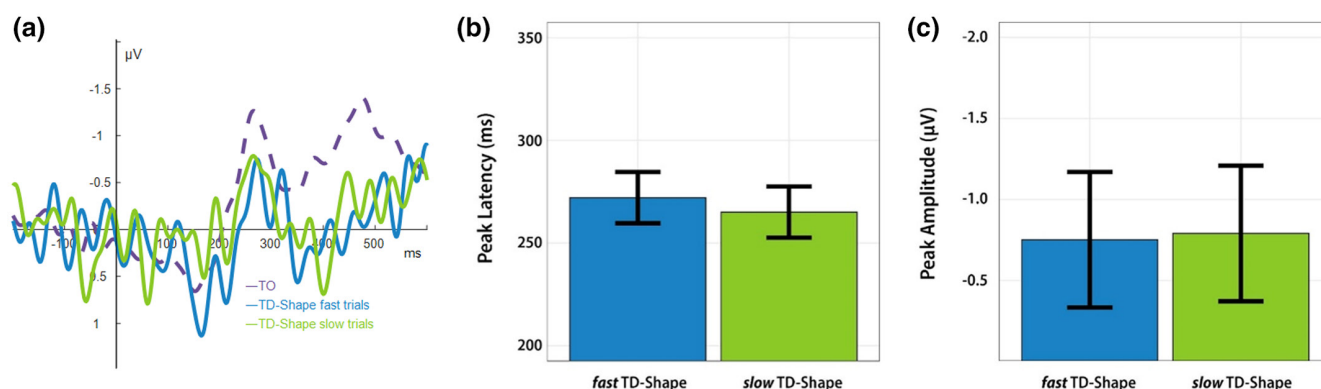 (a)
µV
-1.5
-1
-0.5
-100
100
200
300
500
ms
0.5
1
—TO
—TD-Shape fast trials
—TD-Shape slow trials
(b)
Peak Latency (ms)
350
300
250
200
fast TD-Shape
slow TD-Shape
(c)
Peak Amplitude (µV)
-2.0
-1.5
-1.0
-0.5
fast TD-Shape
slow TD-Shape